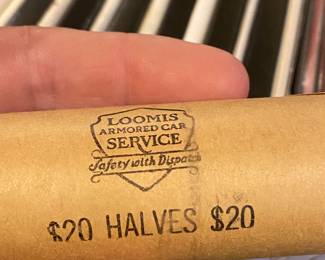 LOOMIS
ARMORED CAR
SERVICE
Safety with Dispatch
$20 HALVES $20